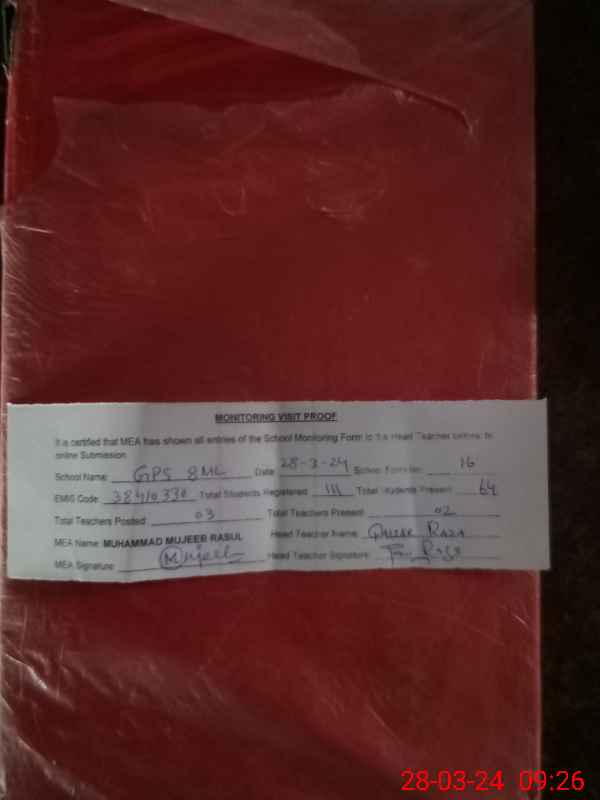 MONITORING VISIT PROOF
It is certified that MEA has shown all entries of the School Monitoring Form to the Head Teacher before its
online Submission.
School Name: GPS 8ML Date 28-3-24 School Form No: 16
EMIS Code: 38410330 Total Students Registered 111 Total Students Present: 64
Total Teachers Posted: 03 Total Teachers Present: 02
MEA Name: MUHAMMAD MUJEEB RASUL Head Teacher Name: Raza
MEA Signature: Mujeeb Head Teacher Signature:
28-03-24 09:26